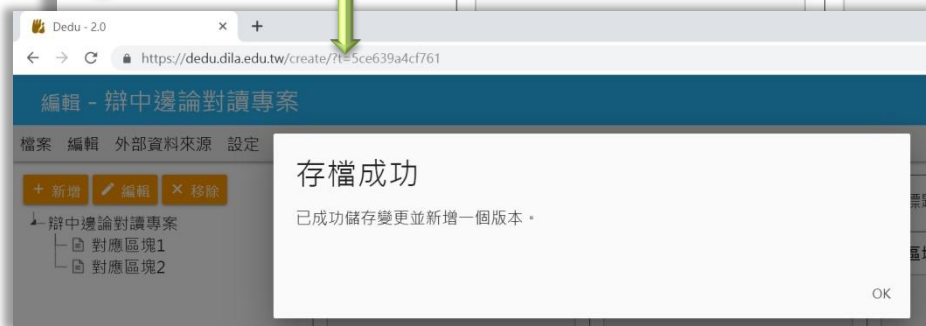 Dedu - 2.0
https://dedu.dila.edu.tw/create/?t=5ce639a4cf761
編輯 - 辯中邊論對讀專案
檔案 編輯 外部資料來源 設定
+ 新增 編輯 × 移除
辯中邊論對讀專案
對應區塊1
對應區塊2
存檔成功
已成功儲存變更並新增一個版本。
OK